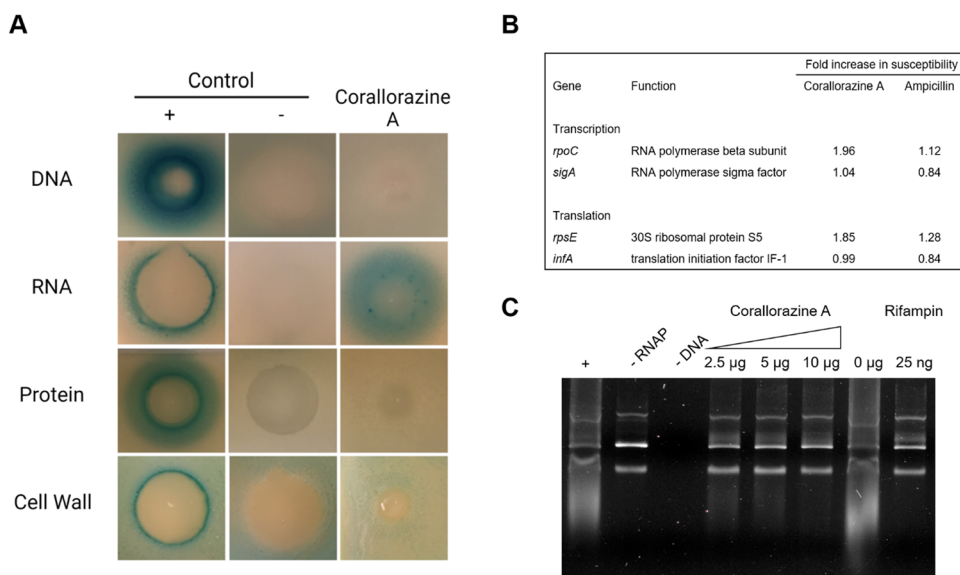 A
Control
+ -
Corallorazine
A
DNA
RNA
Protein
Cell Wall
B
Fold increase in susceptibility
Gene Function Corallorazine A Ampicillin
Transcription
rpoC RNA polymerase beta subunit 1.96 1.12
sigA RNA polymerase sigma factor 1.04 0.84
Translation
rpsE 30S ribosomal protein S5 1.85 1.28
infA translation initiation factor IF-1 0.99 0.84
C
Corallorazine A Rifampin
+ - RNAP - DNA 2.5 µg 5 µg 10 µg 0 µg 25 ng